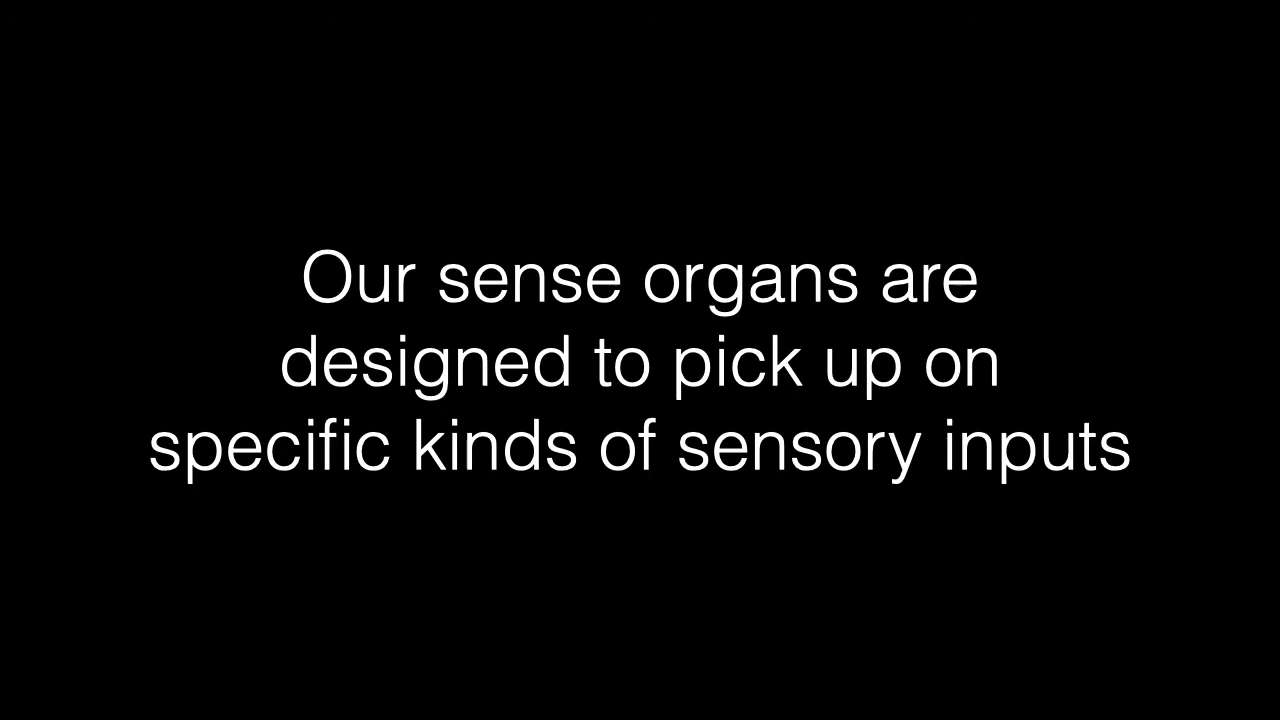 Our sense organs are
designed to pick up on
specific kinds of sensory inputs